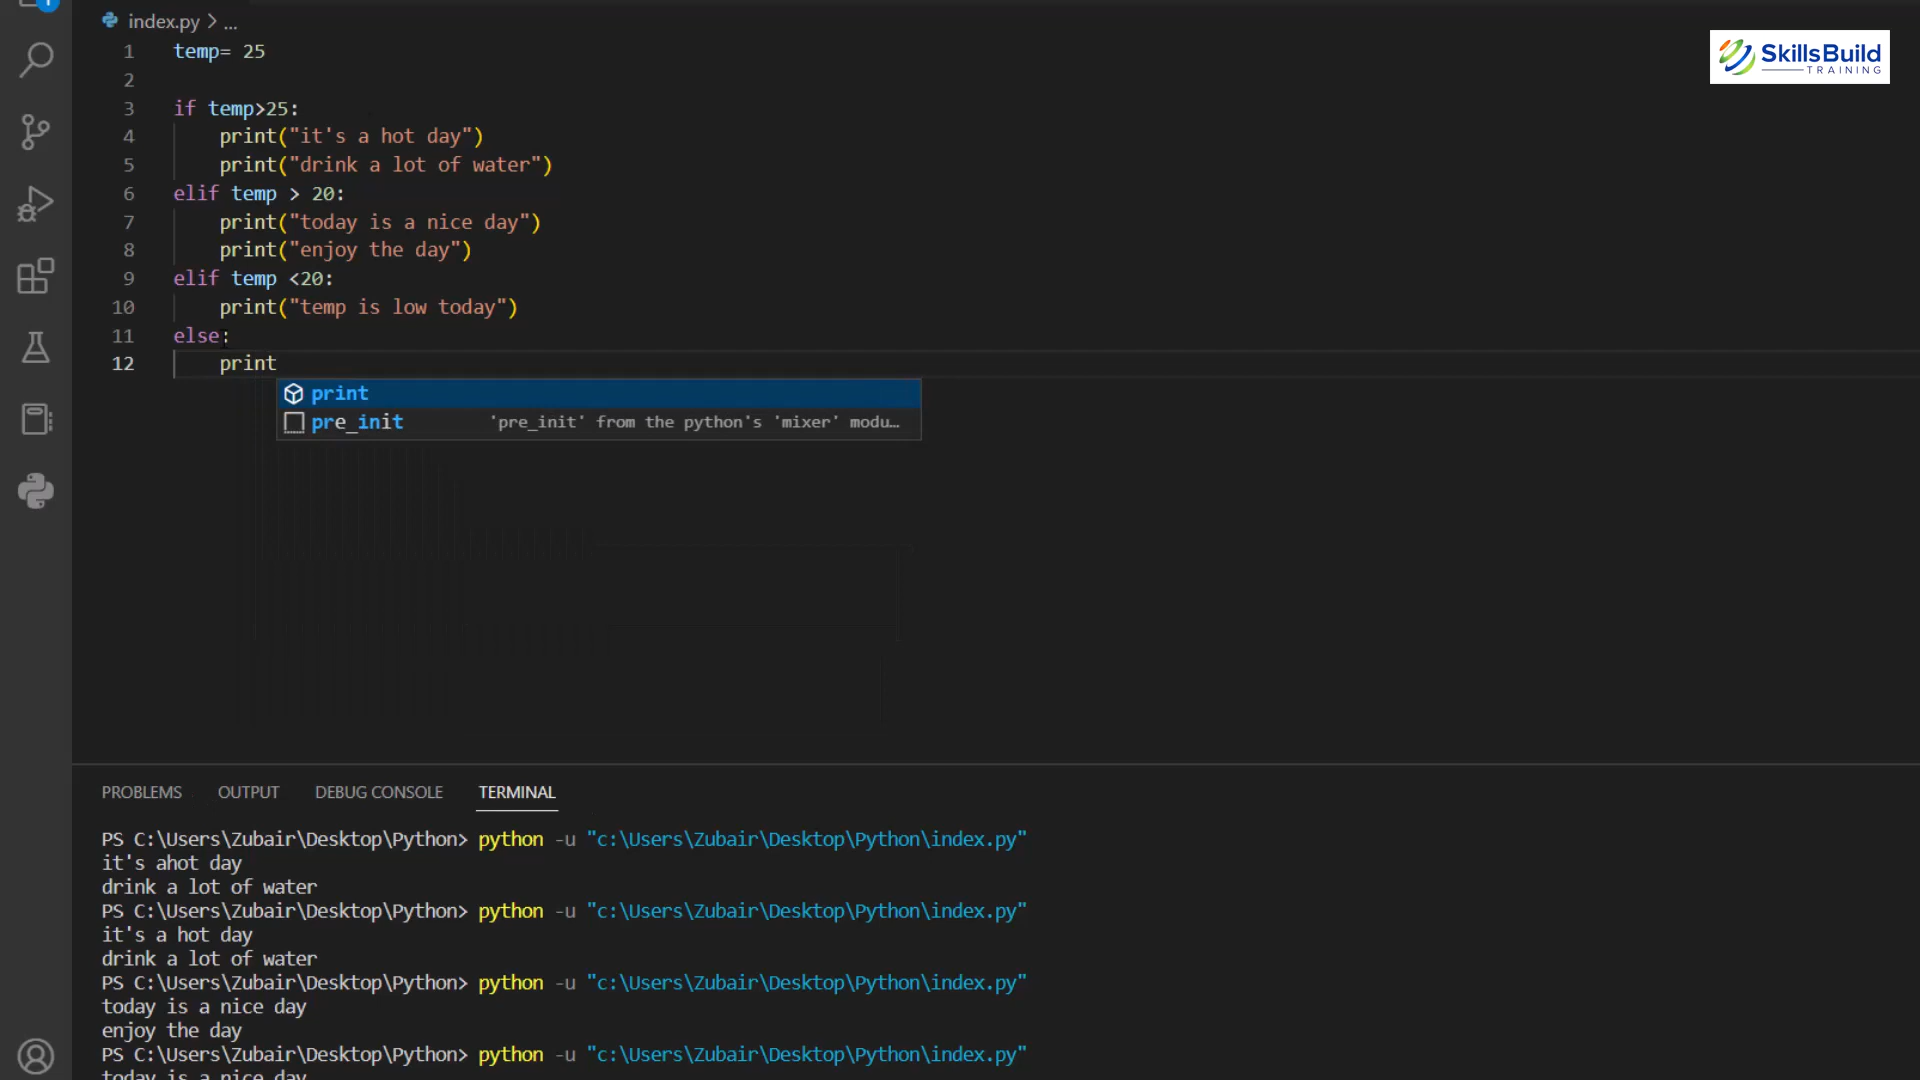 index.py > ...
SkillsBuild
TRAINING
1 temp= 25
2
3 if temp>25:
4 print("it's a hot day")
5 print("drink a lot of water")
6 elif temp > 20:
7 print("today is a nice day")
8 print("enjoy the day")
9 elif temp <20:
10 print("temp is low today")
11 else:
12 print
print
pre_init 'pre_init' from the python's 'mixer' modu…
PROBLEMS OUTPUT DEBUG CONSOLE TERMINAL
PS C:\Users\Zubair\Desktop\Python> python -u "c:\Users\Zubair\Desktop\Python\index.py"
it's ahot day
drink a lot of water
PS C:\Users\Zubair\Desktop\Python> python -u "c:\Users\Zubair\Desktop\Python\index.py"
it's a hot day
drink a lot of water
PS C:\Users\Zubair\Desktop\Python> python -u "c:\Users\Zubair\Desktop\Python\index.py"
today is a nice day
enjoy the day
PS C:\Users\Zubair\Desktop\Python> python -u "c:\Users\Zubair\Desktop\Python\index.py"
today is a nice day